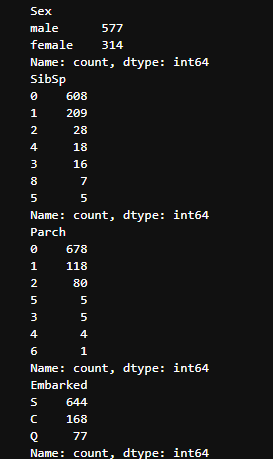 Sex
male      577
female    314
Name: count, dtype: int64
SibSp
0    608
1    209
2     28
4     18
3     16
8      7
5      5
Name: count, dtype: int64
Parch
0    678
1    118
2     80
5      5
3      5
4      4
6      1
Name: count, dtype: int64
Embarked
S    644
C    168
Q     77
Name: count, dtype: int64